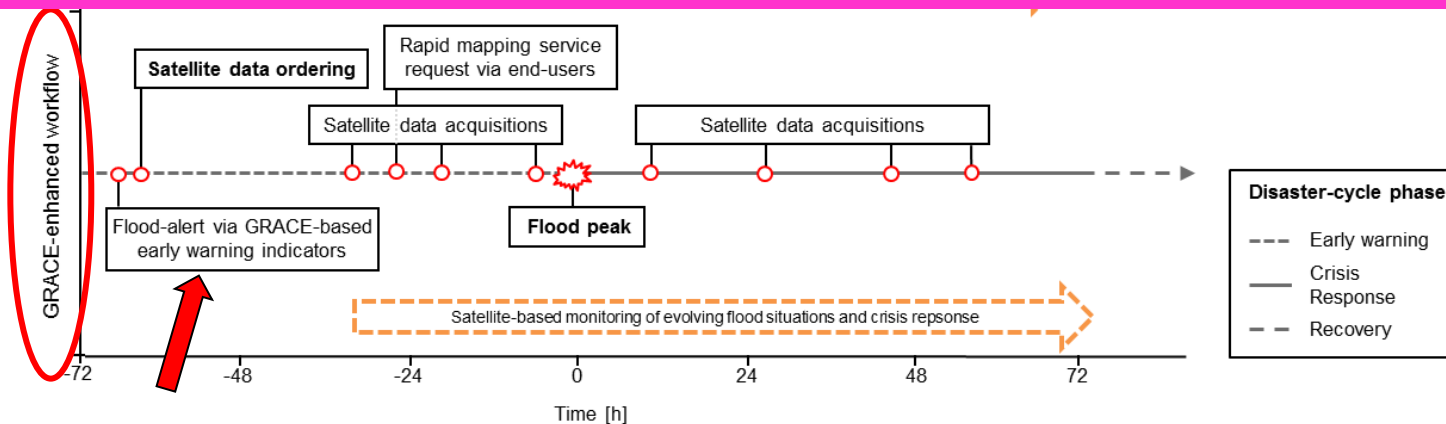 GRACE-enhanced workflow
Satellite data ordering
Rapid mapping service
request via end-users
Satellite data acquisitions
Satellite data acquisitions
Flood-alert via GRACE-based
early warning indicators
Flood peak
Satellite-based monitoring of evolving flood situations and crisis repsonse
-72
-48
-24
0
24
48
72
Time [h]
Disaster-cycle phase
Early warning
Crisis
Response
Recovery